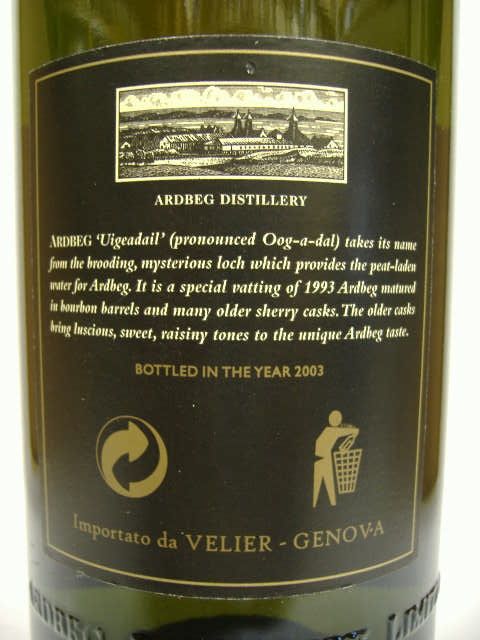 ARDBEG DISTILLERY
ARDBEG ‘Uigeadail’ (pronounced Oog-a-dal) takes its name
from the brooding, mysterious loch which provides the peat-laden
water for Ardbeg. It is a special vatting of 1993 Ardbeg matured
in bourbon barrels and many older sherry casks. The older casks
bring luscious, sweet, raisiny tones to the unique Ardbeg taste.
BOTTLED IN THE YEAR 2003
Importato da VELIER - GENOVA